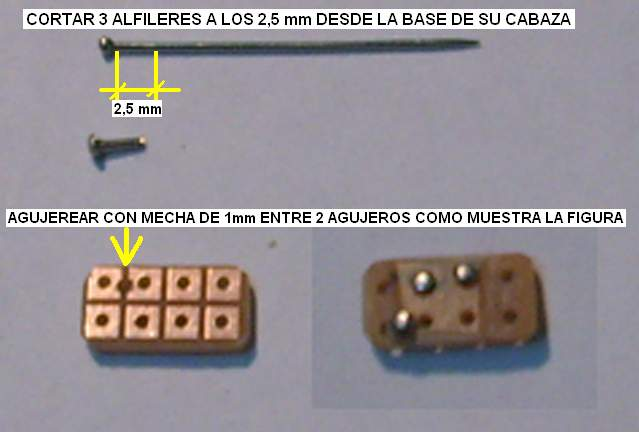 CORTAR 3 ALFILERES A LOS 2,5 mm DESDE LA BASE DE SU CABAZA
2,5 mm
AGUJEREAR CON MECHA DE 1mm ENTRE 2 AGUJEROS COMO MUESTRA LA FIGURA